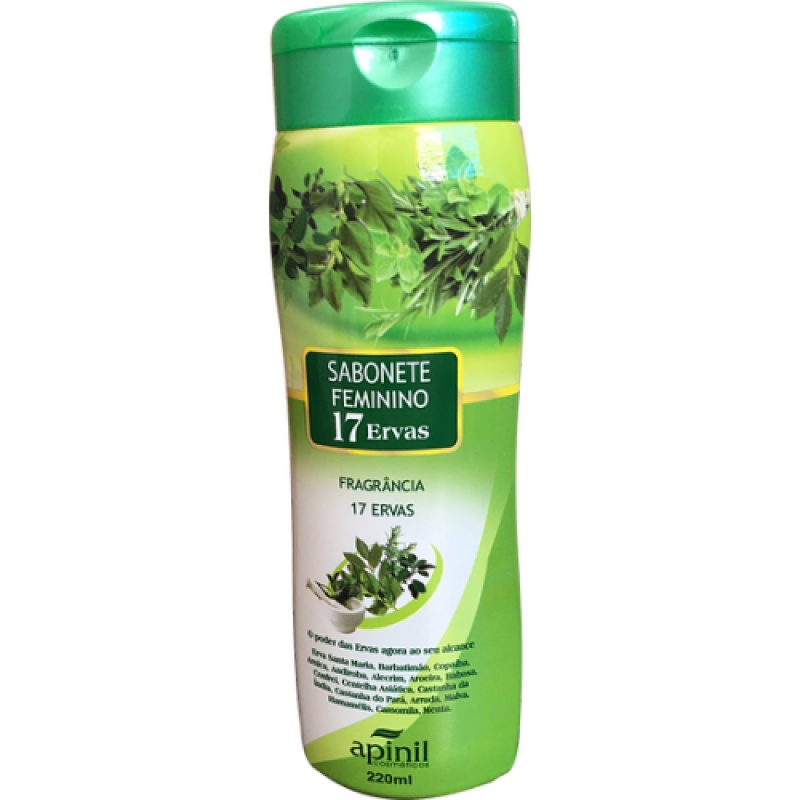 SABONETE
FEMININO
17 Ervas
FRAGRÂNCIA
17 ERVAS
O poder das Ervas agora ao seu alcance
Erva Santa Maria, Barbatimão, Copaíba,
Arnica, Andiroba, Alecrim, Aroeira, Babosa,
Confrei, Centelha Asiática, Castanha da
Índia, Castanha do Pará, Arruda, Malva,
Hamamélis, Camomila, Menta.
apinil
cosméticos
220ml